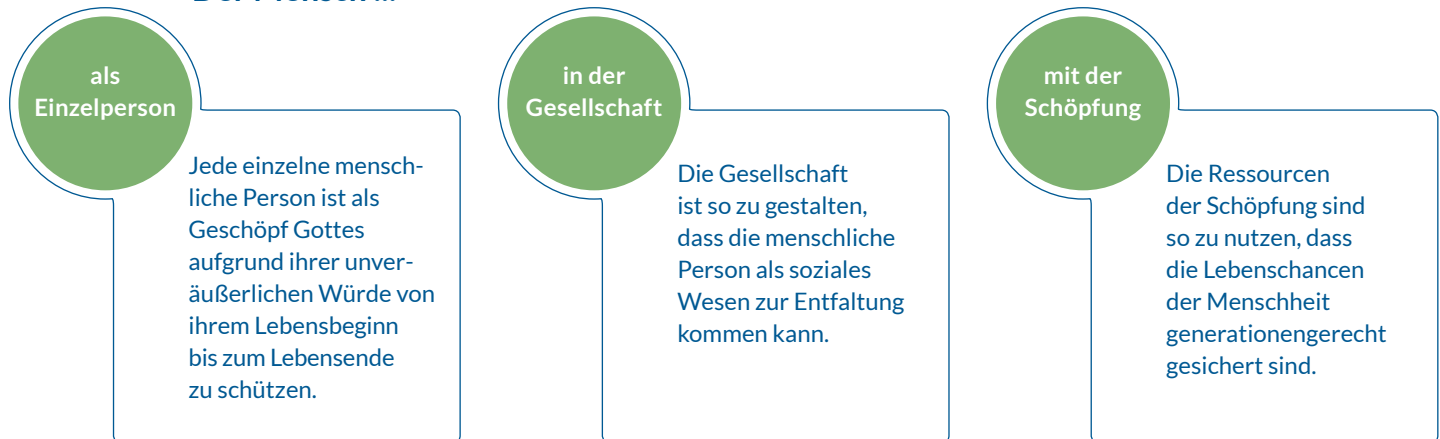 Der Mensch ...
als
Einzelperson
Jede einzelne mensch-
liche Person ist als
Geschöpf Gottes
aufgrund ihrer unver-
äußerlichen Würde von
ihrem Lebensbeginn
bis zum Lebensende
zu schützen.
in der
Gesellschaft
Die Gesellschaft
ist so zu gestalten,
dass die menschliche
Person als soziales
Wesen zur Entfaltung
kommen kann.
mit der
Schöpfung
Die Ressourcen
der Schöpfung sind
so zu nutzen, dass
die Lebenschancen
der Menschheit
generationengerecht
gesichert sind.